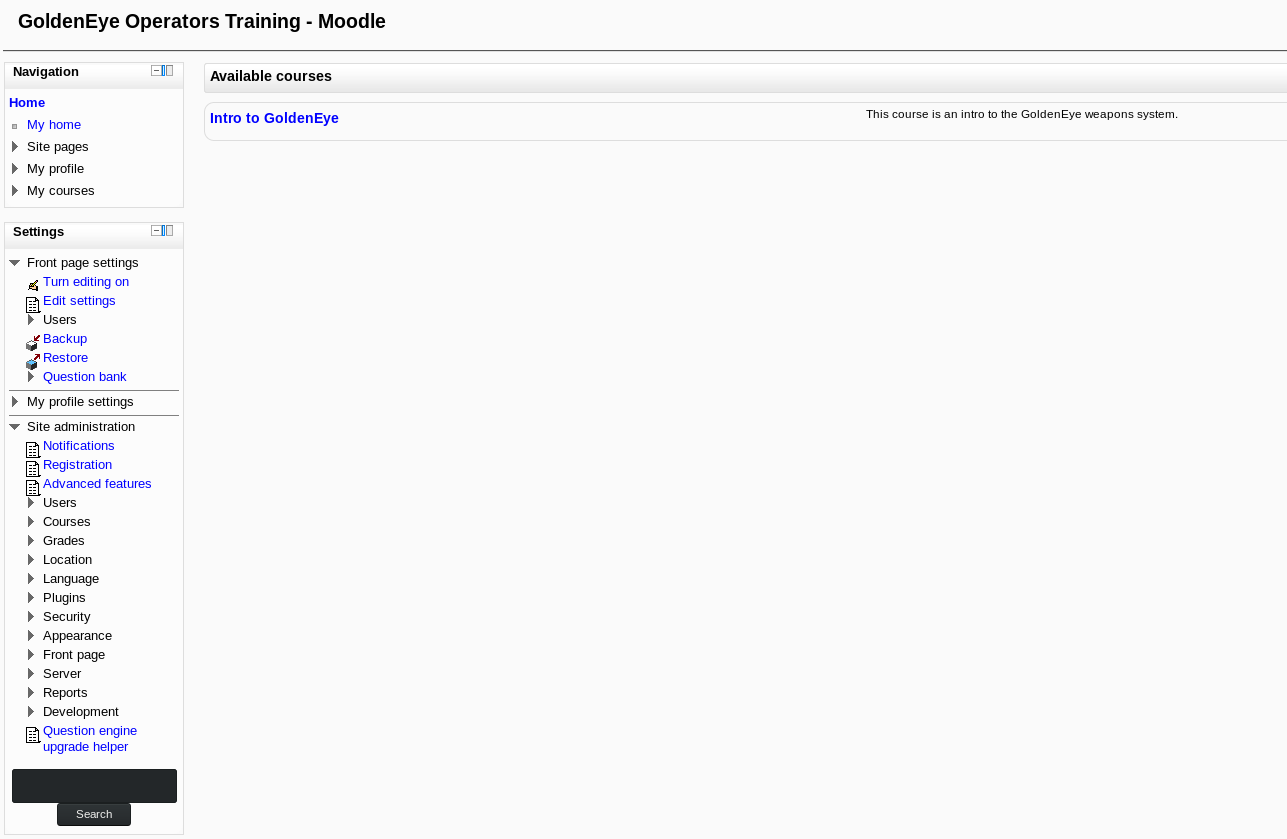 GoldenEye Operators Training - Moodle
Navigation
Home
My home
Site pages
My profile
My courses
Settings
Front page settings
Turn editing on
Edit settings
Users
Backup
Restore
Question bank
My profile settings
Site administration
Notifications
Registration
Advanced features
Users
Courses
Grades
Location
Language
Plugins
Security
Appearance
Front page
Server
Reports
Development
Question engine
upgrade helper
Search
Available courses
Intro to GoldenEye
This course is an intro to the GoldenEye weapons system.